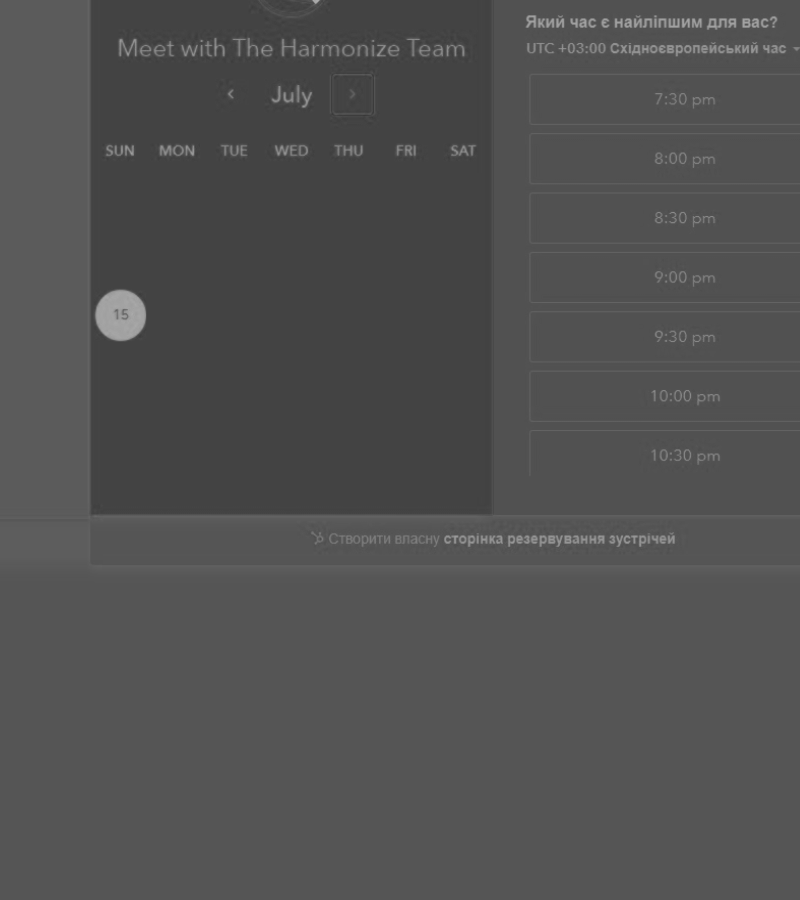 Meet with The Harmonize Team
‹ July ›
SUN MON TUE WED THU FRI SAT
15
Який час є найліпшим для вас?
UTC +03:00 Східноєвропейський час
7:30 pm
8:00 pm
8:30 pm
9:00 pm
9:30 pm
10:00 pm
10:30 pm
Створити власну сторінка резервування зустрічей